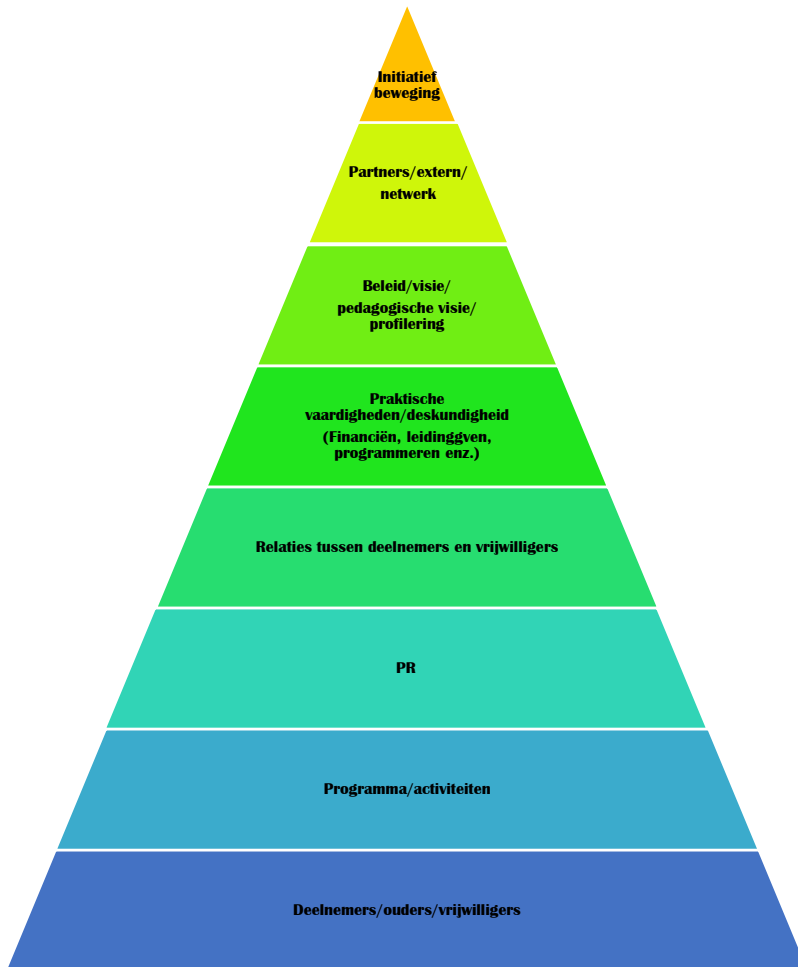 Initiatief
beweging
Partners/extern/
netwerk
Beleid/visie/
pedagogische visie/
profilering
Praktische
vaardigheden/deskundigheid
(Financiën, leidinggven,
programmeren enz.)
Relaties tussen deelnemers en vrijwilligers
PR
Programma/activiteiten
Deelnemers/ouders/vrijwilligers